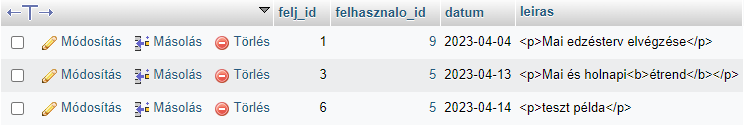 felj_id felhasznalo_id datum leiras
Módosítás Másolás Törlés 1 9 2023-04-04 <p>Mai edzésterv elvégzése</p>
Módosítás Másolás Törlés 3 5 2023-04-13 <p>Mai és holnapi<b>étrend</b></p>
Módosítás Másolás Törlés 6 5 2023-04-14 <p>teszt példa</p>